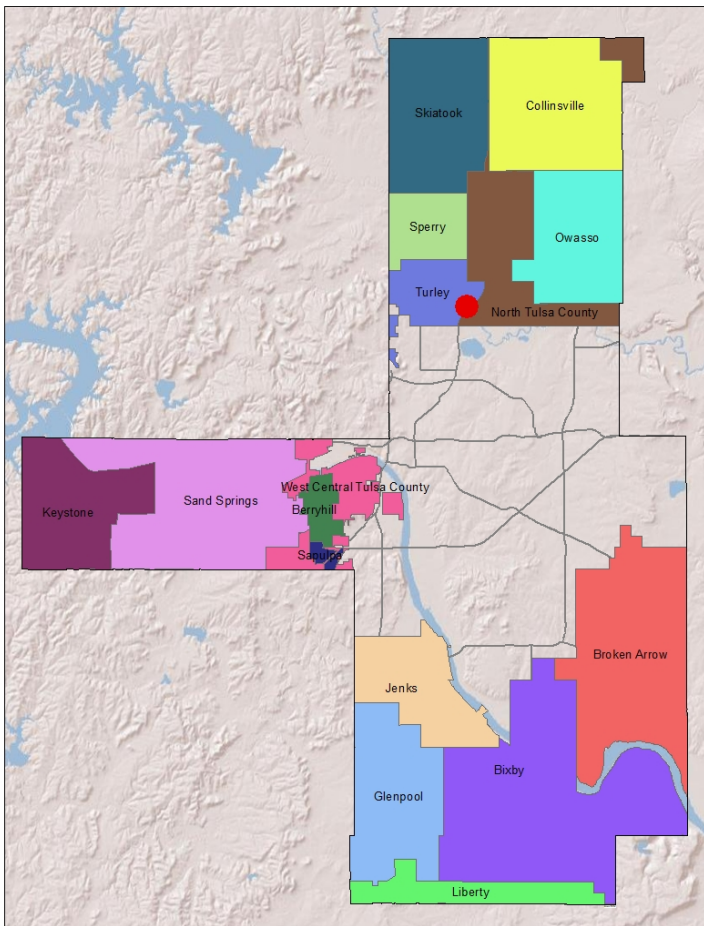 Skiatook
Collinsville
Sperry
Owasso
Turley
North Tulsa County
West Central Tulsa County
Sand Springs
Keystone
Berryhill
Sapulpa
Broken Arrow
Jenks
Bixby
Glenpool
Liberty